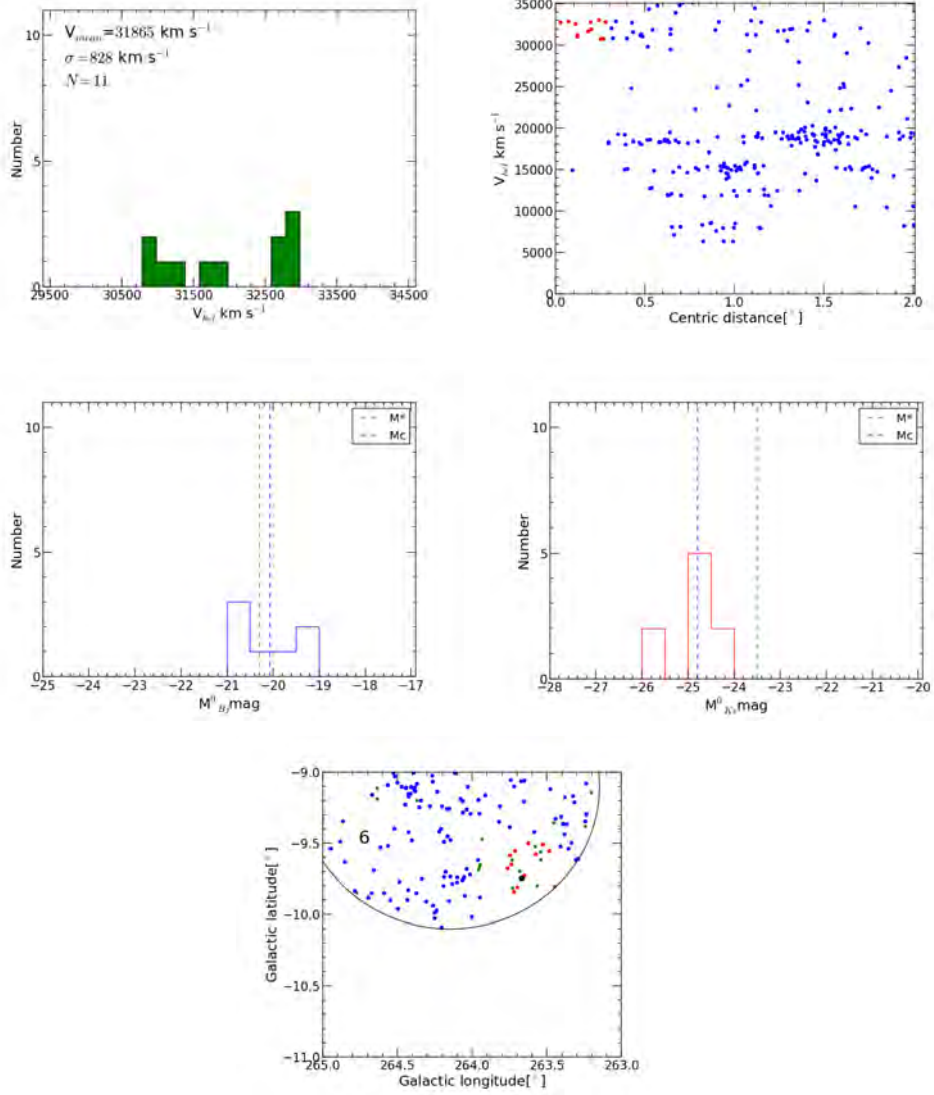 V_mean=31865 km s⁻¹
σ=828 km s⁻¹
N=11
Number
10
5
0
29500 30500 31500 32500 33500 34500
V_hel km s⁻¹
V_hel km s⁻¹
35000
30000
25000
20000
15000
10000
5000
0
0.0 0.5 1.0 1.5 2.0
Centric distance[°]
M*
Mc
Number
10
5
0
−25 −24 −23 −22 −21 −20 −19 −18 −17
M⁰_BJ mag
M*
Mc
Number
10
5
0
−28 −27 −26 −25 −24 −23 −22 −21 −20
M⁰_Ks mag
6
Galactic latitude[°]
−9.0
−9.5
−10.0
−10.5
−11.0
265.0 264.5 264.0 263.5 263.0
Galactic longitude[°]